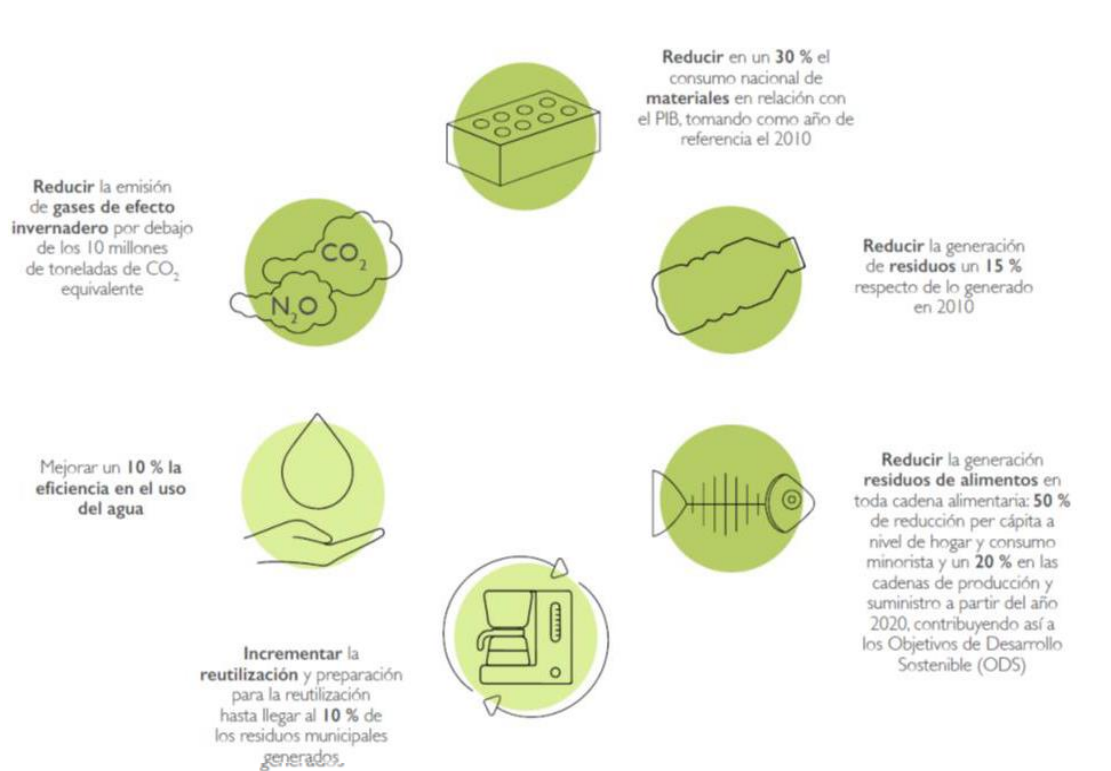 Reducir en un 30 % el
consumo nacional de
materiales en relación con
el PIB, tomando como año de
referencia el 2010
Reducir la emisión
de gases de efecto
invernadero por debajo
de los 10 millones
de toneladas de CO₂
equivalente
CO₂
N₂O
Reducir la generación
de residuos un 15 %
respecto de lo generado
en 2010
Mejorar un 10 % la
eficiencia en el uso
del agua
Reducir la generación
residuos de alimentos en
toda cadena alimentaria: 50 %
de reducción per cápita a
nivel de hogar y consumo
minorista y un 20 % en las
cadenas de producción y
suministro a partir del año
2020, contribuyendo así a
los Objetivos de Desarrollo
Sostenible (ODS)
Incrementar la
reutilización y preparación
para la reutilización
hasta llegar al 10 % de
los residuos municipales
generados.